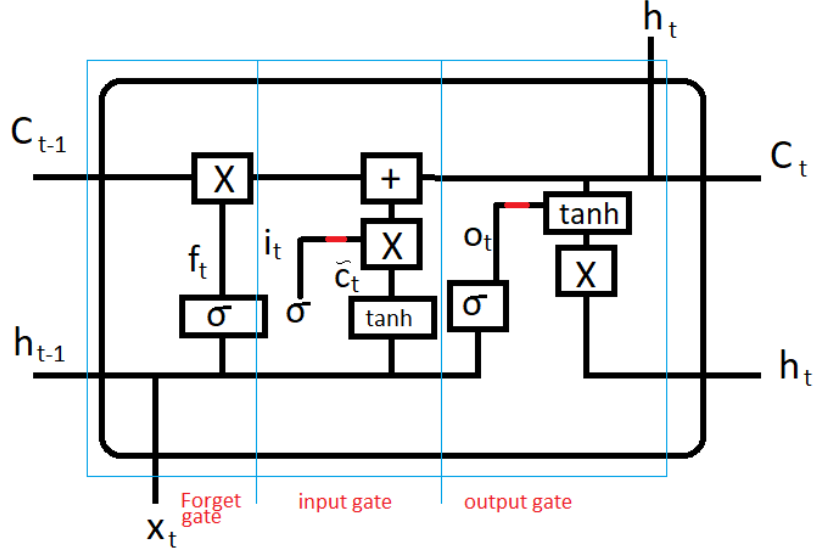 h t
C t-1
X
+
C t
tanh
i t
X
o t
f t
c̃ t
X
σ
σ
σ
tanh
h t-1
h t
Forget
gate
input gate
output gate
x t